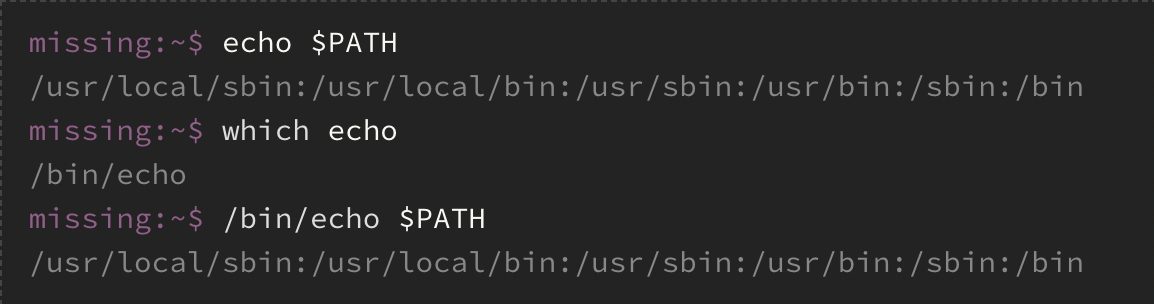 missing:~$ echo $PATH
/usr/local/sbin:/usr/local/bin:/usr/sbin:/usr/bin:/sbin:/bin
missing:~$ which echo
/bin/echo
missing:~$ /bin/echo $PATH
/usr/local/sbin:/usr/local/bin:/usr/sbin:/usr/bin:/sbin:/bin